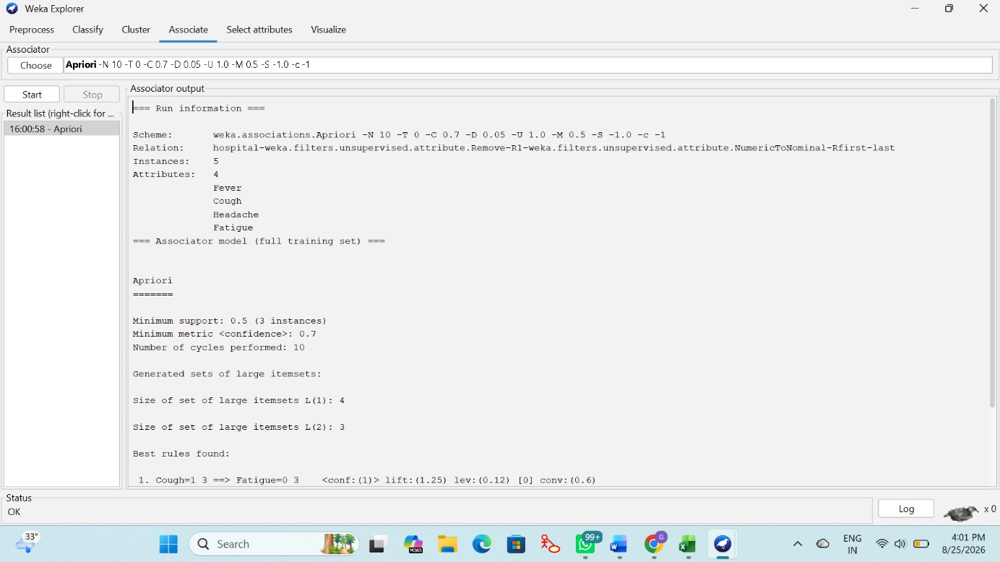 Weka Explorer
Preprocess Classify Cluster Associate Select attributes Visualize
Associator
Choose Apriori -N 10 -T 0 -C 0.7 -D 0.05 -U 1.0 -M 0.5 -S -1.0 -c -1
Start Stop
Result list (right-click for ...
16:00:58 - Apriori
Associator output
=== Run information ===
Scheme: weka.associations.Apriori -N 10 -T 0 -C 0.7 -D 0.05 -U 1.0 -M 0.5 -S -1.0 -c -1
Relation: hospital-weka.filters.unsupervised.attribute.Remove-R1-weka.filters.unsupervised.attribute.NumericToNominal-Rfirst-last
Instances: 5
Attributes: 4
Fever
Cough
Headache
Fatigue
=== Associator model (full training set) ===
Apriori
=======
Minimum support: 0.5 (3 instances)
Minimum metric <confidence>: 0.7
Number of cycles performed: 10
Generated sets of large itemsets:
Size of set of large itemsets L(1): 4
Size of set of large itemsets L(2): 3
Best rules found:
1. Cough=1 3 ==> Fatigue=0 3 <conf:(1)> lift:(1.25) lev:(0.12) [0] conv:(0.6)
Status
OK
Log
x 0
33°
Search
M365
99+
G
ENG
IN
4:01 PM
8/25/2026